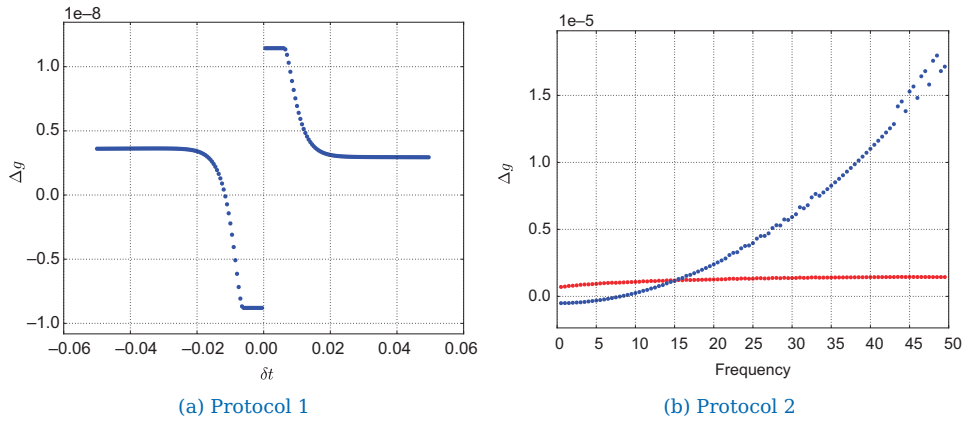 1e–8
1.0
0.5
0.0
–0.5
–1.0
Δg
–0.06 –0.04 –0.02 0.00 0.02 0.04 0.06
δt
(a) Protocol 1
1e–5
1.5
1.0
0.5
0.0
Δg
0 5 10 15 20 25 30 35 40 45 50
Frequency
(b) Protocol 2